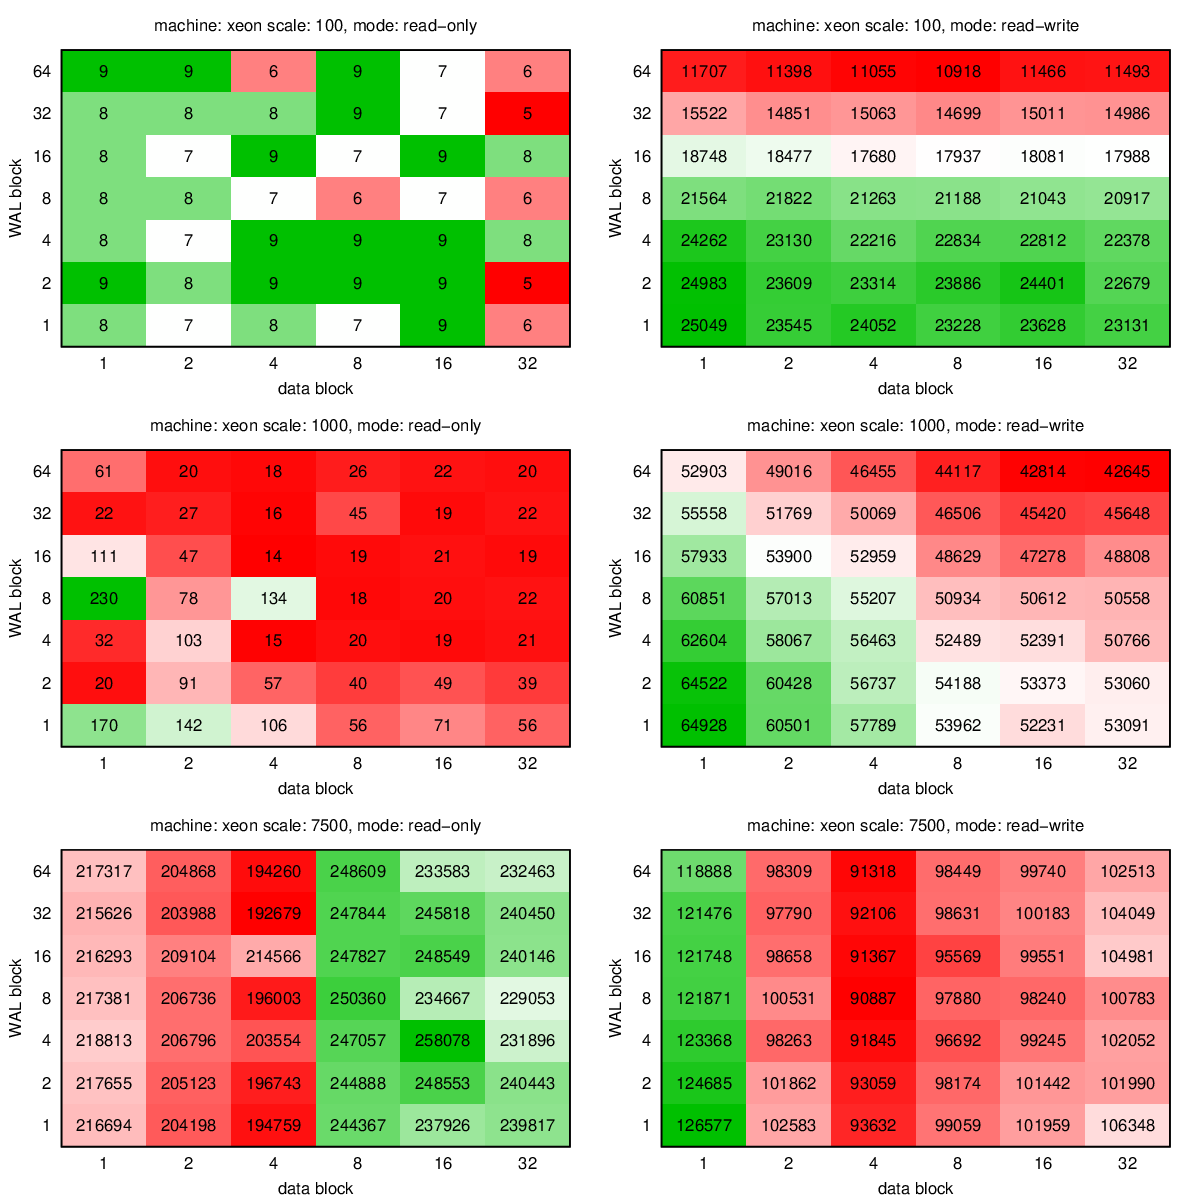 machine: xeon scale: 100, mode: read-only
WAL block
64 9 9 6 9 7 6
32 8 8 8 9 7 5
16 8 7 9 7 9 8
8 8 8 7 6 7 6
4 8 7 9 9 9 8
2 9 8 9 9 9 5
1 8 7 8 7 9 6
1 2 4 8 16 32
data block
machine: xeon scale: 100, mode: read-write
WAL block
64 11707 11398 11055 10918 11466 11493
32 15522 14851 15063 14699 15011 14986
16 18748 18477 17680 17937 18081 17988
8 21564 21822 21263 21188 21043 20917
4 24262 23130 22216 22834 22812 22378
2 24983 23609 23314 23886 24401 22679
1 25049 23545 24052 23228 23628 23131
1 2 4 8 16 32
data block
machine: xeon scale: 1000, mode: read-only
WAL block
64 61 20 18 26 22 20
32 22 27 16 45 19 22
16 111 47 14 19 21 19
8 230 78 134 18 20 22
4 32 103 15 20 19 21
2 20 91 57 40 49 39
1 170 142 106 56 71 56
1 2 4 8 16 32
data block
machine: xeon scale: 1000, mode: read-write
WAL block
64 52903 49016 46455 44117 42814 42645
32 55558 51769 50069 46506 45420 45648
16 57933 53900 52959 48629 47278 48808
8 60851 57013 55207 50934 50612 50558
4 62604 58067 56463 52489 52391 50766
2 64522 60428 56737 54188 53373 53060
1 64928 60501 57789 53962 52231 53091
1 2 4 8 16 32
data block
machine: xeon scale: 7500, mode: read-only
WAL block
64 217317 204868 194260 248609 233583 232463
32 215626 203988 192679 247844 245818 240450
16 216293 209104 214566 247827 248549 240146
8 217381 206736 196003 250360 234667 229053
4 218813 206796 203554 247057 258078 231896
2 217655 205123 196743 244888 248553 240443
1 216694 204198 194759 244367 237926 239817
1 2 4 8 16 32
data block
machine: xeon scale: 7500, mode: read-write
WAL block
64 118888 98309 91318 98449 99740 102513
32 121476 97790 92106 98631 100183 104049
16 121748 98658 91367 95569 99551 104981
8 121871 100531 90887 97880 98240 100783
4 123368 98263 91845 96692 99245 102052
2 124685 101862 93059 98174 101442 101990
1 126577 102583 93632 99059 101959 106348
1 2 4 8 16 32
data block